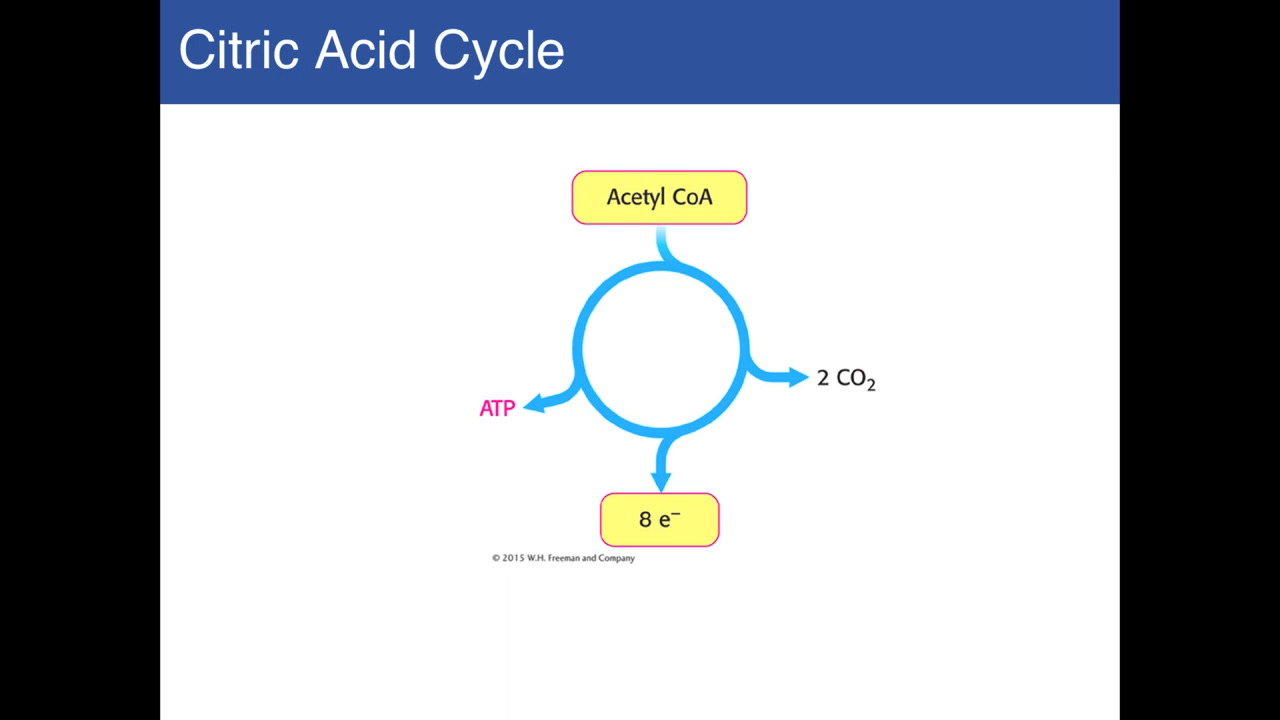 Citric Acid Cycle
Acetyl CoA
2 CO₂
ATP
8 e⁻
© 2015 W.H. Freeman and Company